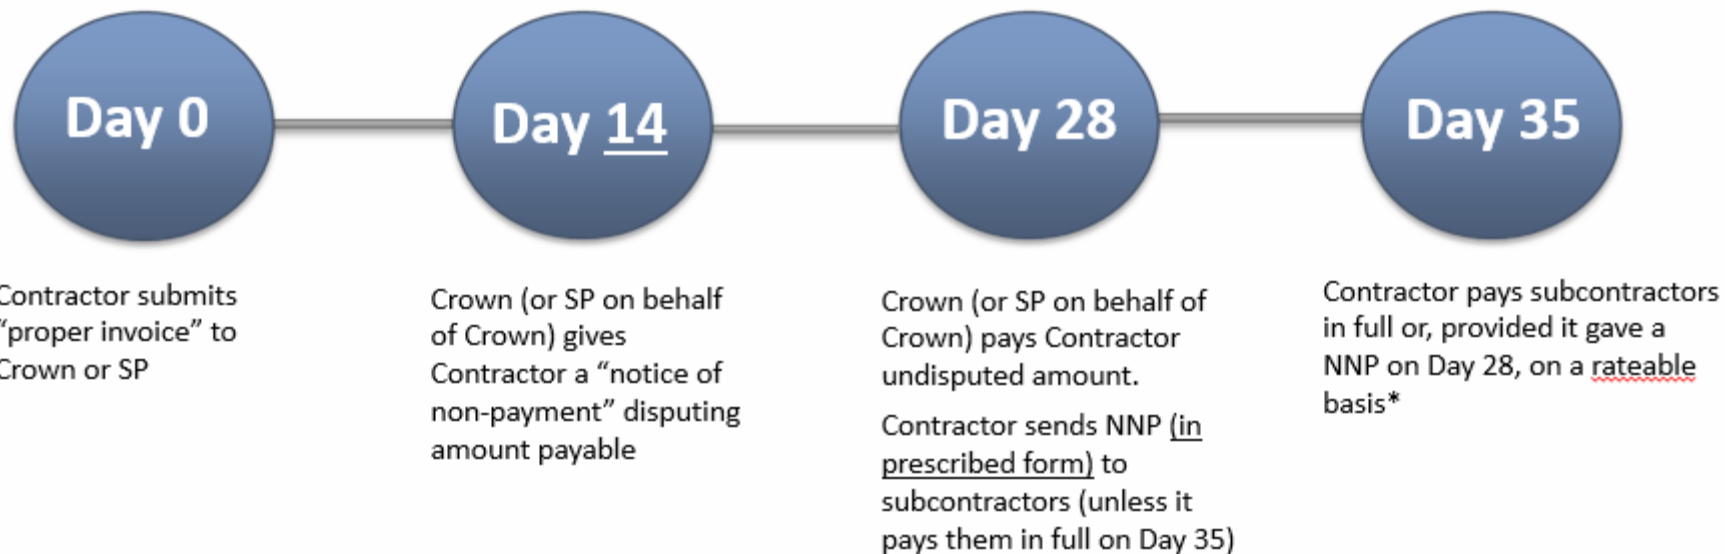 Day 0
Day 14
Day 28
Day 35
Contractor submits
“proper invoice” to
Crown or SP
Crown (or SP on behalf
of Crown) gives
Contractor a “notice of
non-payment” disputing
amount payable
Crown (or SP on behalf of
Crown) pays Contractor
undisputed amount.
Contractor sends NNP (in
prescribed form) to
subcontractors (unless it
pays them in full on Day 35)
Contractor pays subcontractors
in full or, provided it gave a
NNP on Day 28, on a rateable
basis*